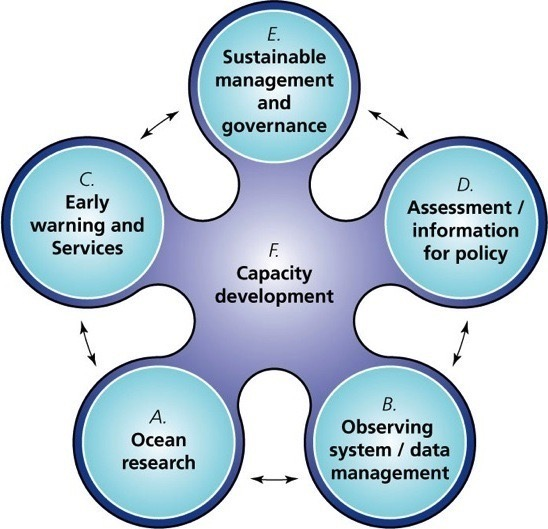 E.
Sustainable
management
and
governance
C.
Early
warning and
Services
D.
Assessment /
information
for policy
F.
Capacity
development
A.
Ocean
research
B.
Observing
system / data
management